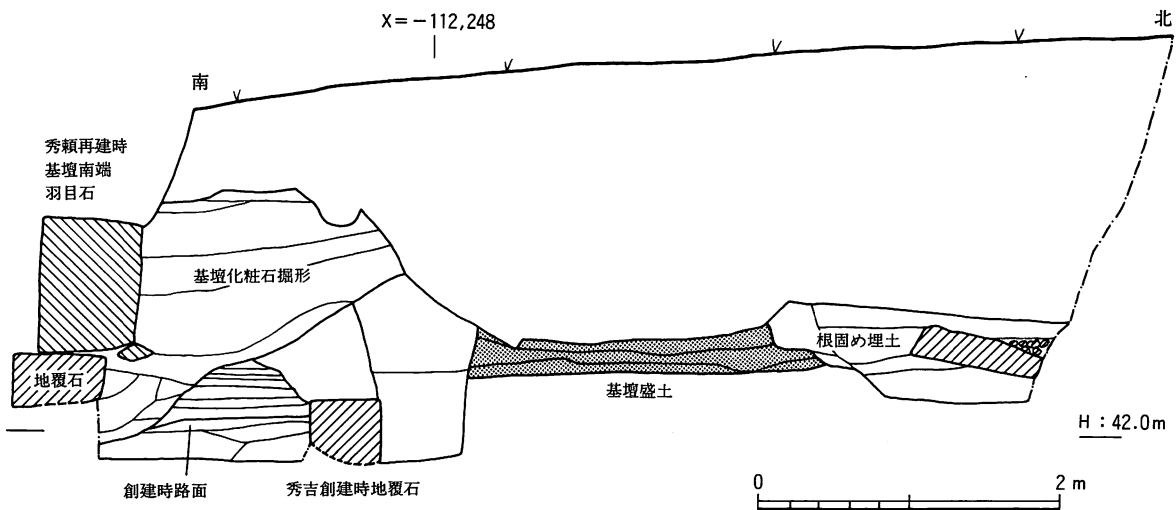 X=-112,248
北
南
秀頼再建時
基壇南端
羽目石
基壇化粧石掘形
根固め埋土
地覆石
基壇盛土
H:42.0m
創建時路面
秀吉創建時地覆石
0
2 m